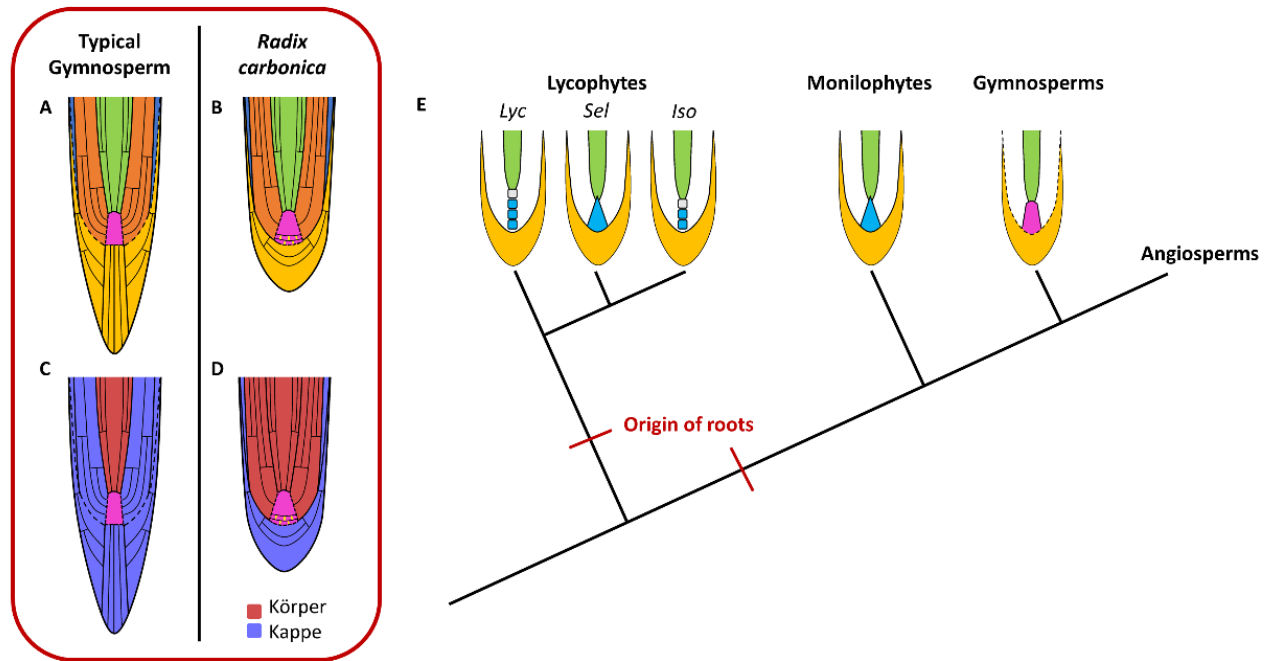 Typical
Gymnosperm
Radix
carbonica
A
B
C
D
Körper
Kappe
E
Lycophytes
Lyc
Sel
Iso
Monilophytes
Gymnosperms
Angiosperms
Origin of roots